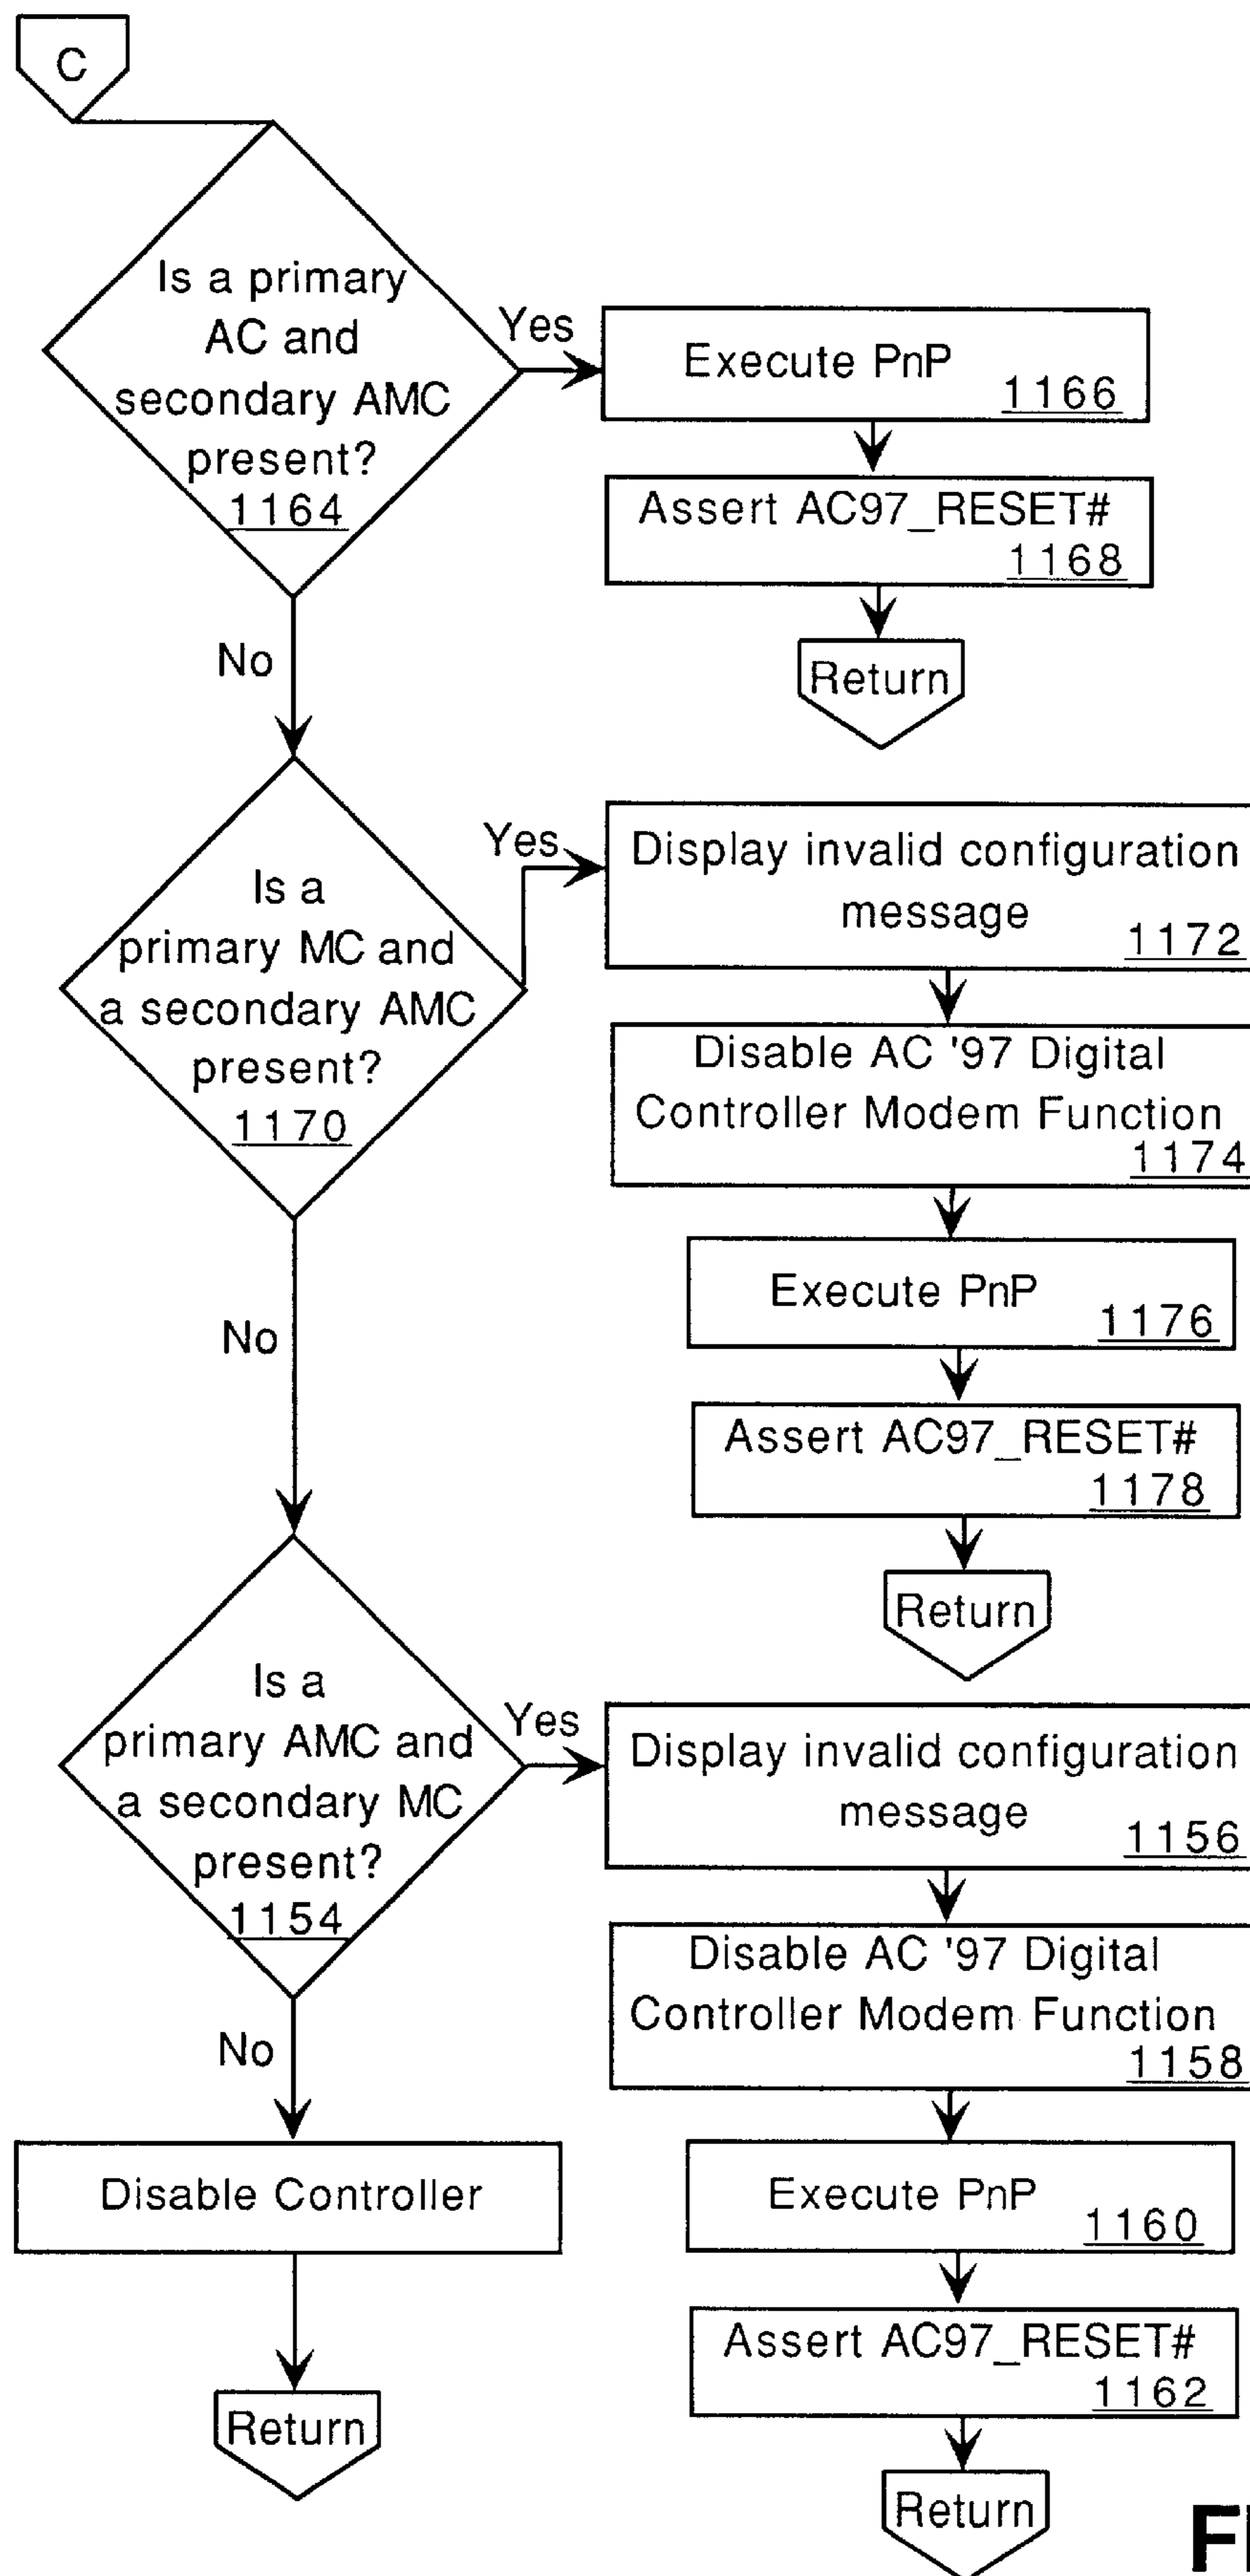 C
Is a primary
AC and
secondary AMC
present?
1164
Yes
Execute PnP
1166
Assert AC97_RESET#
1168
Return
No
Is a
primary MC and
a secondary AMC
present?
1170
Yes
Display invalid configuration
message
1172
Disable AC '97 Digital
Controller Modem Function
1174
Execute PnP
1176
Assert AC97_RESET#
1178
Return
No
Is a
primary AMC and
a secondary MC
present?
1154
Yes
Display invalid configuration
message
1156
Disable AC '97 Digital
Controller Modem Function
1158
Execute PnP
1160
Assert AC97_RESET#
1162
Return
No
Disable Controller
Return